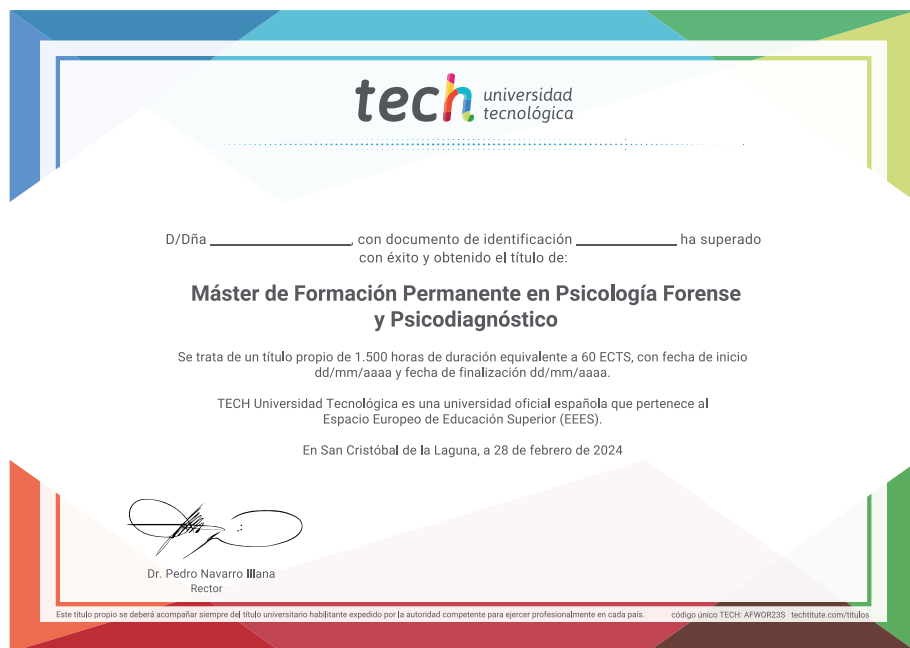 tech universidad
tecnológica
D/Dña ______________, con documento de identificación __________ ha superado
con éxito y obtenido el título de:
Máster de Formación Permanente en Psicología Forense
y Psicodiagnóstico
Se trata de un título propio de 1.500 horas de duración equivalente a 60 ECTS, con fecha de inicio
dd/mm/aaaa y fecha de finalización dd/mm/aaaa.
TECH Universidad Tecnológica es una universidad oficial española que pertenece al
Espacio Europeo de Educación Superior (EEES).
En San Cristóbal de la Laguna, a 28 de febrero de 2024
Dr. Pedro Navarro Illana
Rector
Este título propio se deberá acompañar siempre del título universitario habilitante expedido por la autoridad competente para ejercer profesionalmente en cada país. código único TECH: AFWOR23S techtitute.com/titulos